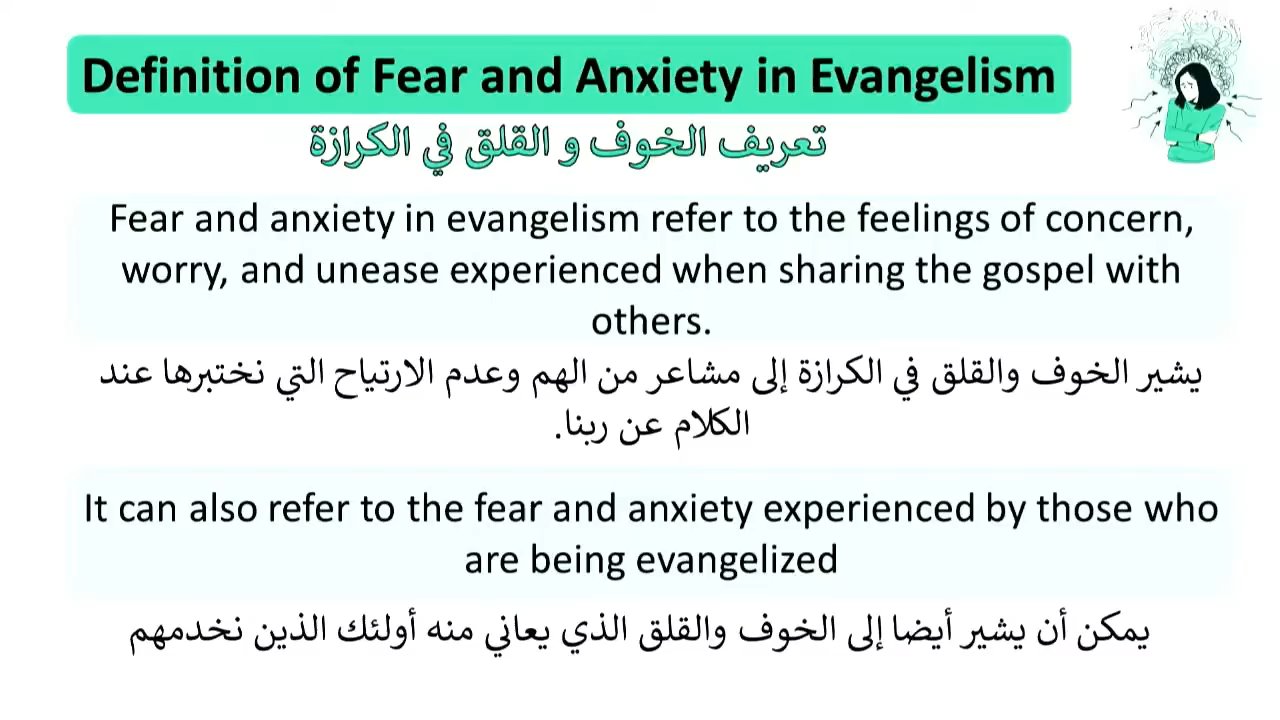 Definition of Fear and Anxiety in Evangelism
تعريف الخوف و القلق في الكرازة
Fear and anxiety in evangelism refer to the feelings of concern,
worry, and unease experienced when sharing the gospel with
others.
يشير الخوف والقلق في الكرازة إلى مشاعر من الهم وعدم الارتياح التي نختبرها عند
الكلام عن ربنا.
It can also refer to the fear and anxiety experienced by those who
are being evangelized
يمكن أن يشير أيضا إلى الخوف والقلق الذي يعاني منه أولئك الذين نخدمهم